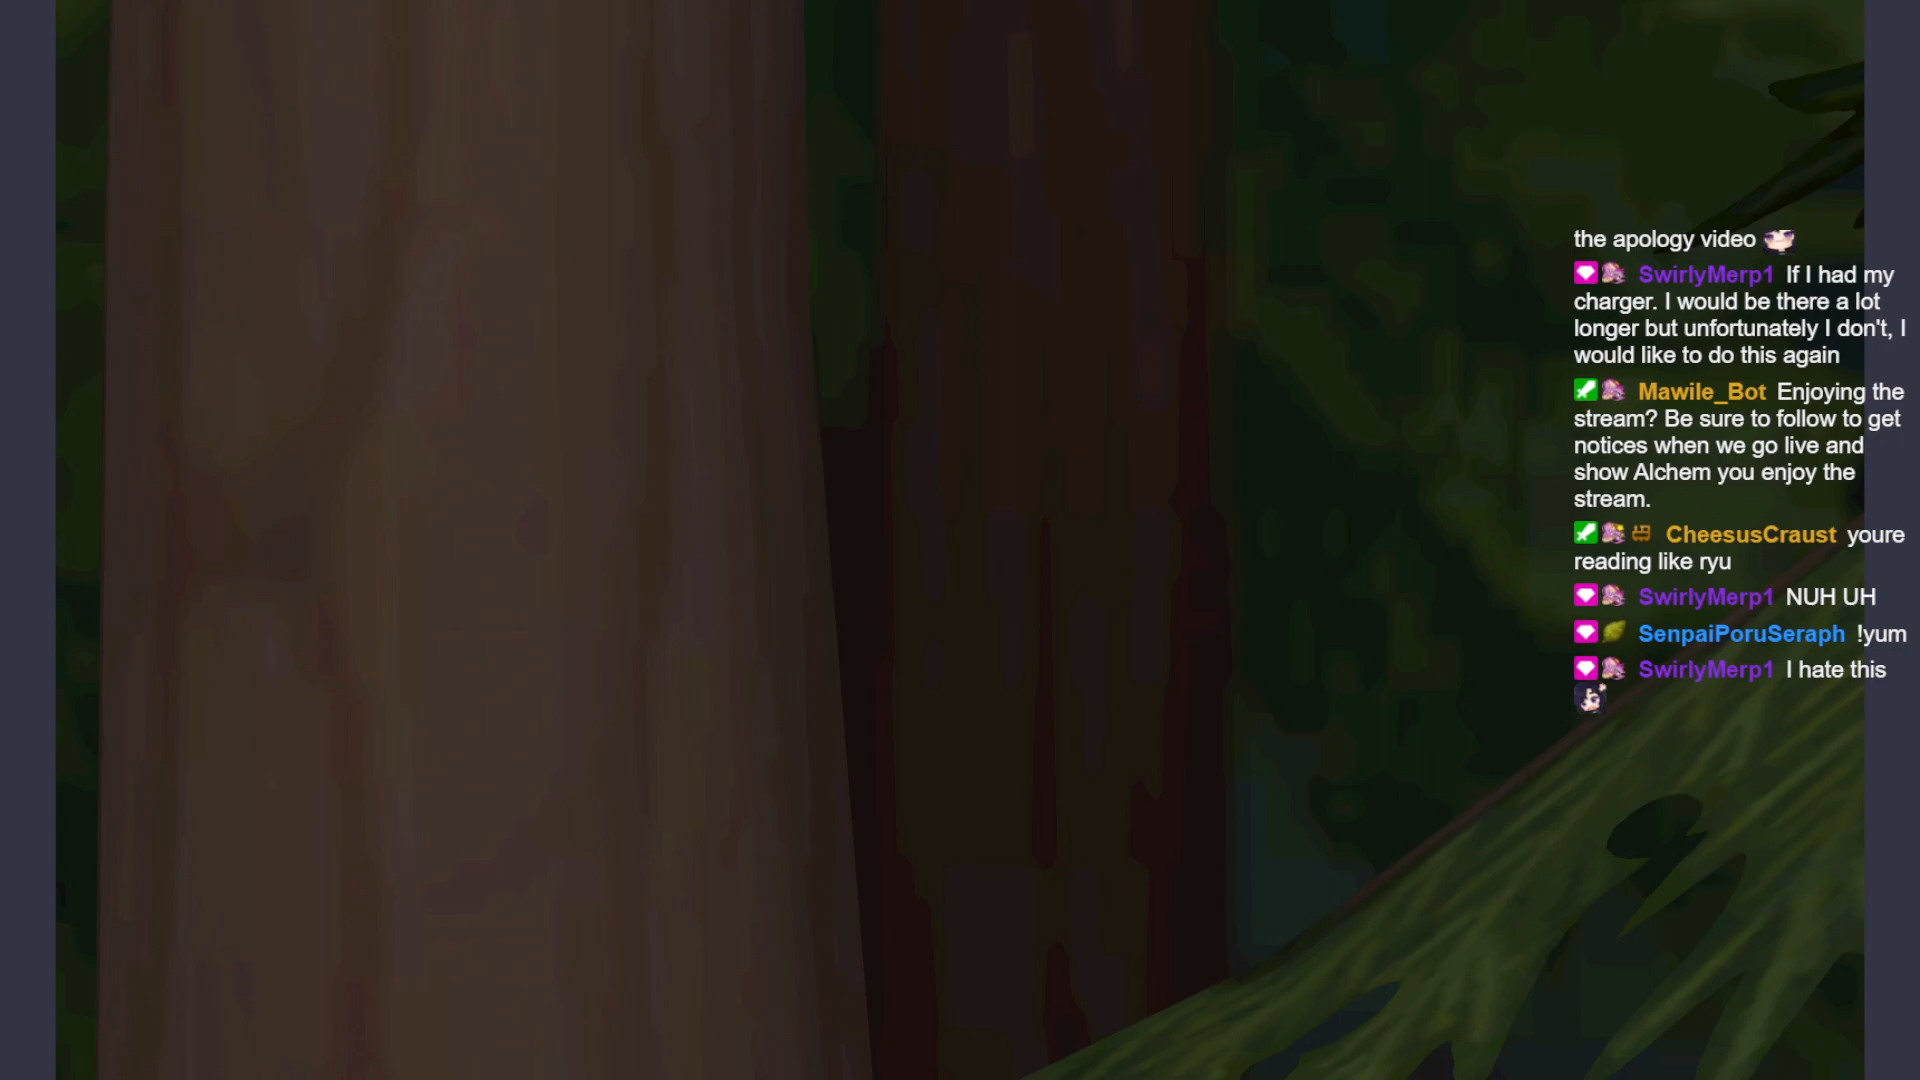 the apology video
SwirlyMerp1 If I had my
charger. I would be there a lot
longer but unfortunately I don't, I
would like to do this again
Mawile_Bot Enjoying the
stream? Be sure to follow to get
notices when we go live and
show Alchem you enjoy the
stream.
CheesusCraust youre
reading like ryu
SwirlyMerp1 NUH UH
SenpaiPoruSeraph !yum
SwirlyMerp1 I hate this